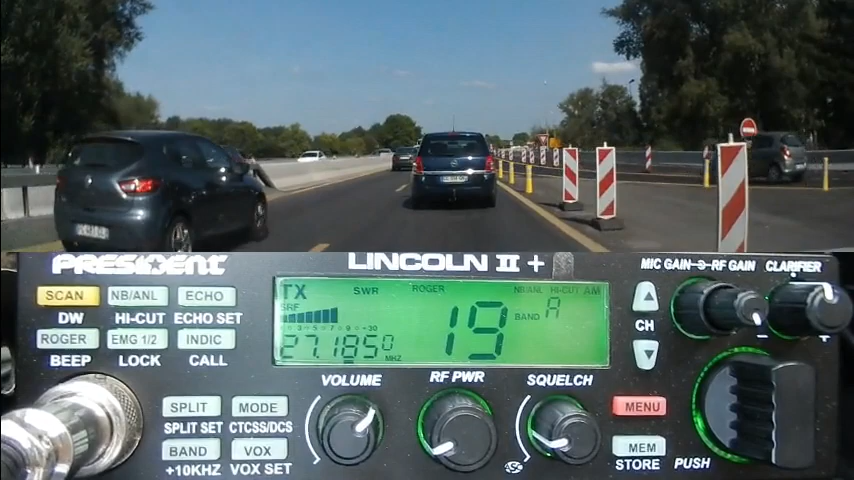 PRESIDENT
LINCOLN II +
MIC GAIN RF GAIN CLARIFIER
SCAN NB/ANL ECHO
DW HI-CUT ECHO SET
ROGER EMG 1/2 INDIC
BEEP LOCK CALL
TX SWR ROGER NB/ANL HI-CUT AM
SRF
19 BAND A
27.1850 MHZ
CH
VOLUME RF PWR SQUELCH
SPLIT MODE
SPLIT SET CTCSS/DCS
BAND VOX
+10KHZ VOX SET
ASC
MENU
MEM
STORE PUSH
- +